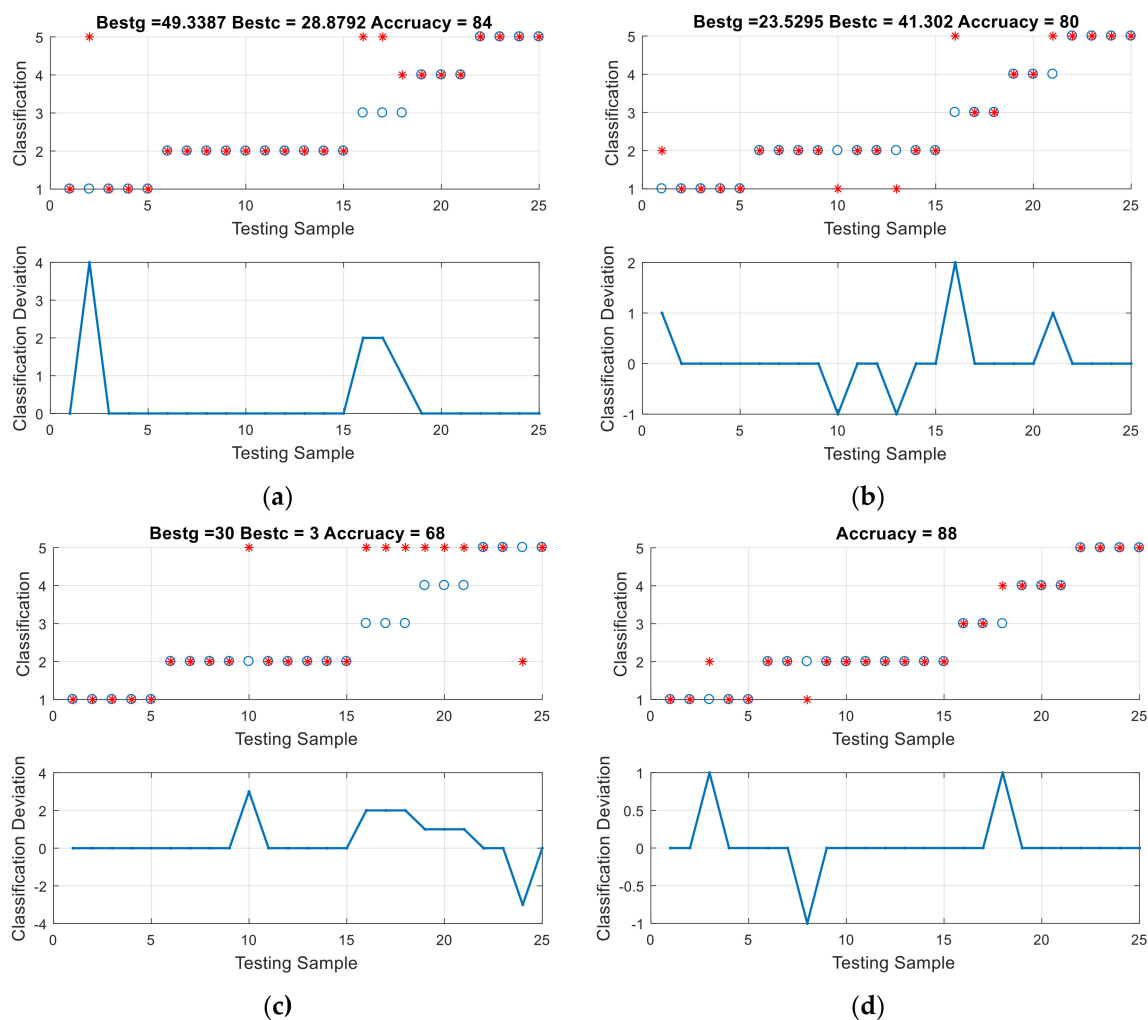 Bestg =49.3387 Bestc = 28.8792 Accruacy = 84
5
4
3
2
1
Classification
0 5 10 15 20 25
Testing Sample
4
3
2
1
0
Classification Deviation
0 5 10 15 20 25
Testing Sample
(a)
Bestg =23.5295 Bestc = 41.302 Accruacy = 80
5
4
3
2
1
Classification
0 5 10 15 20 25
Testing Sample
2
1
0
-1
Classification Deviation
0 5 10 15 20 25
Testing Sample
(b)
Bestg =30 Bestc = 3 Accruacy = 68
5
4
3
2
1
Classification
0 5 10 15 20 25
Testing Sample
4
2
0
-2
-4
Classification Deviation
0 5 10 15 20 25
Testing Sample
(c)
Accruacy = 88
5
4
3
2
1
Classification
0 5 10 15 20 25
Testing Sample
1
0.5
0
-0.5
-1
Classification Deviation
0 5 10 15 20 25
Testing Sample
(d)